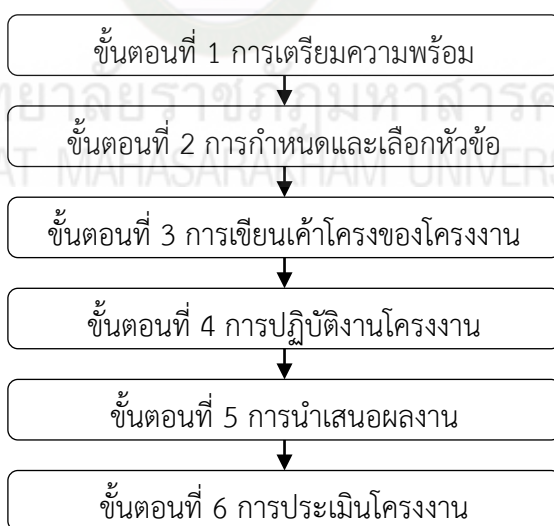 ขั้นตอนที่ 1 การเตรียมความพร้อม
ขั้นตอนที่ 2 การกำหนดและเลือกหัวข้อ
ขั้นตอนที่ 3 การเขียนเค้าโครงของโครงงาน
ขั้นตอนที่ 4 การปฏิบัติงานโครงงาน
ขั้นตอนที่ 5 การนำเสนอผลงาน
ขั้นตอนที่ 6 การประเมินโครงงาน